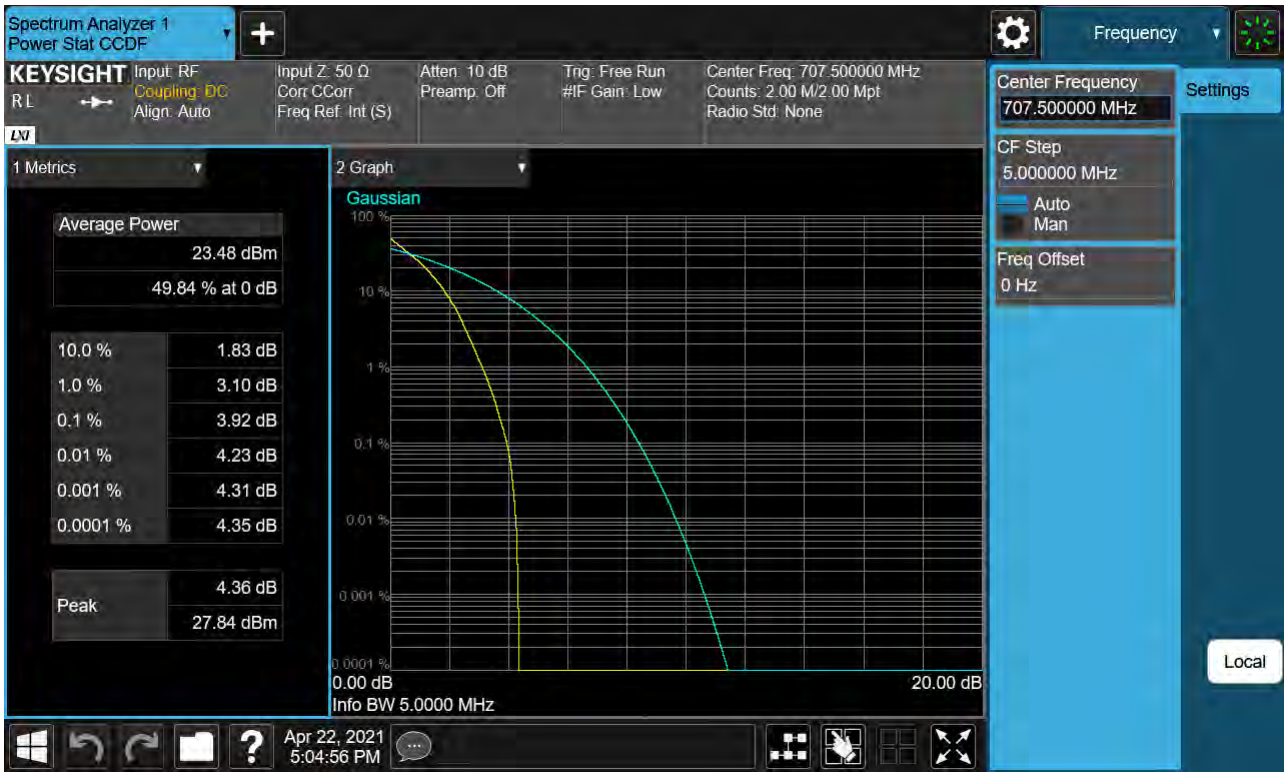 Spectrum Analyzer 1
Power Stat CCDF
+
Frequency
KEYSIGHT
RL
LXI
Input: RF
Coupling: DC
Align: Auto
Input Z: 50 Ω
Corr CCorr
Freq Ref: Int (S)
Atten: 10 dB
Preamp: Off
Trig: Free Run
#IF Gain: Low
Center Freq: 707.500000 MHz
Counts: 2.00 M/2.00 Mpt
Radio Std: None
Center Frequency
707.500000 MHz
Settings
CF Step
5.000000 MHz
Auto
Man
Freq Offset
0 Hz
1 Metrics
Average Power
23.48 dBm
49.84 % at 0 dB
10.0 % 1.83 dB
1.0 % 3.10 dB
0.1 % 3.92 dB
0.01 % 4.23 dB
0.001 % 4.31 dB
0.0001 % 4.35 dB
Peak
4.36 dB
27.84 dBm
2 Graph
Gaussian
100 %
10 %
1 %
0.1 %
0.01 %
0.001 %
0.0001 %
0.00 dB 20.00 dB
Info BW 5.0000 MHz
Local
?
Apr 22, 2021
5:04:56 PM